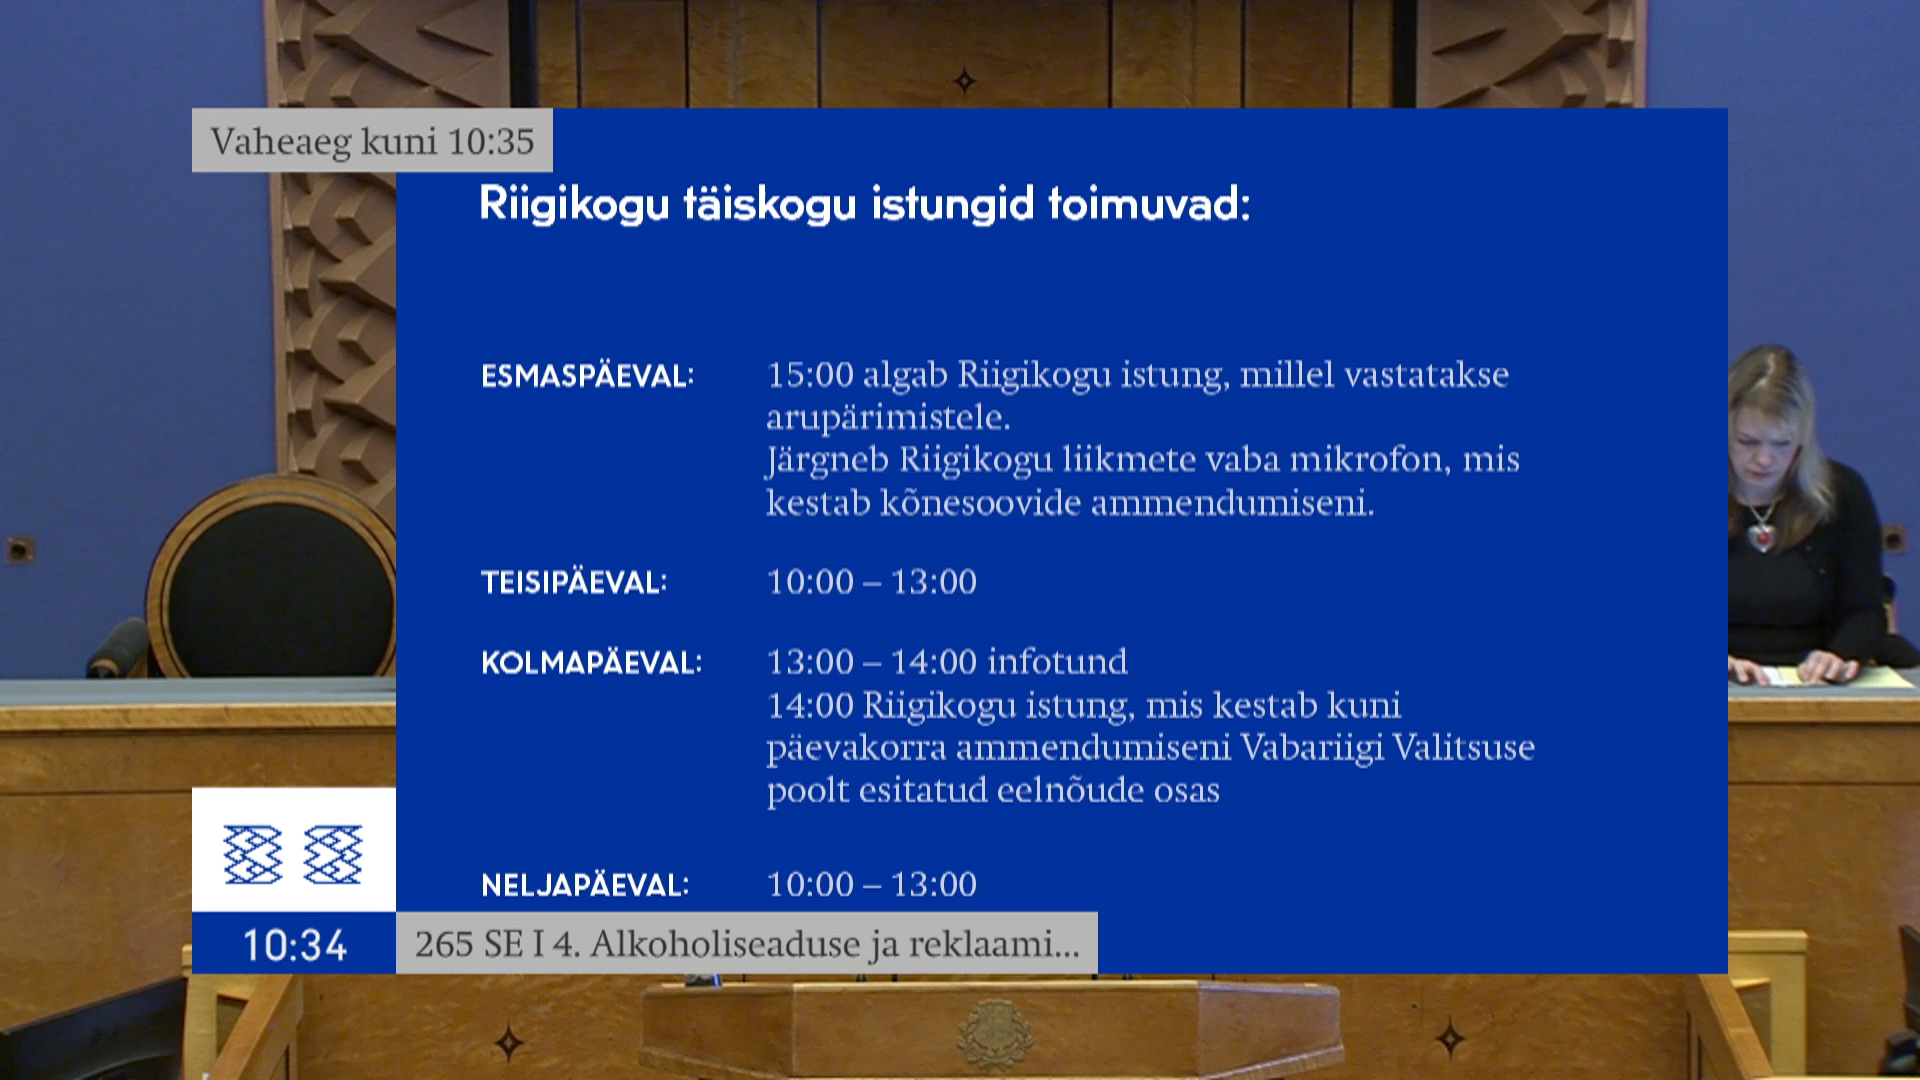 Vaheaeg kuni 10:35
Riigikogu täiskogu istungid toimuvad:
ESMASPÄEVAL: 15:00 algab Riigikogu istung, millel vastatakse
arupärimistele.
Järgneb Riigikogu liikmete vaba mikrofon, mis
kestab kõnesoovide ammendumiseni.
TEISIPÄEVAL: 10:00 – 13:00
KOLMAPÄEVAL: 13:00 – 14:00 infotund
14:00 Riigikogu istung, mis kestab kuni
päevakorra ammendumiseni Vabariigi Valitsuse
poolt esitatud eelnõude osas
NELJAPÄEVAL: 10:00 – 13:00
10:34 265 SE I 4. Alkoholiseaduse ja reklaami...